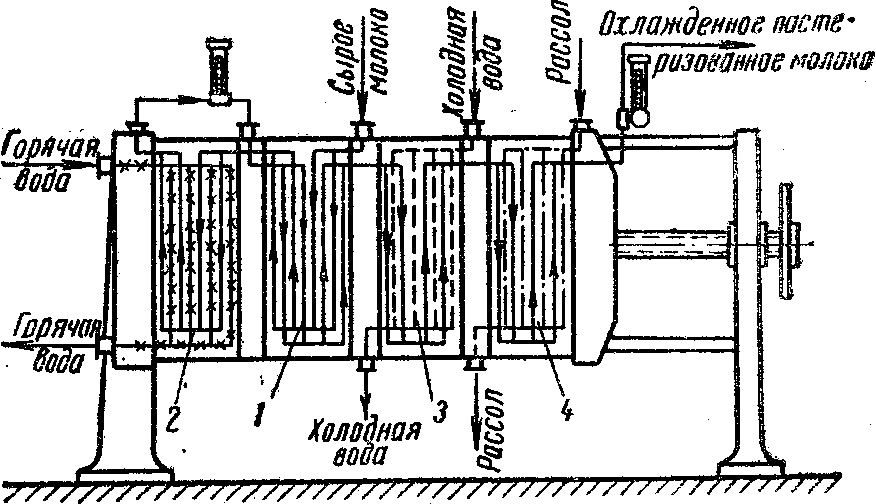 Охлажденное пасте-
ризованное молоко
Сырое
молоко
Холодная
вода
Рассол
Горячая
вода
Горячая
вода
2
1
3
4
Холодная
вода
Рассол